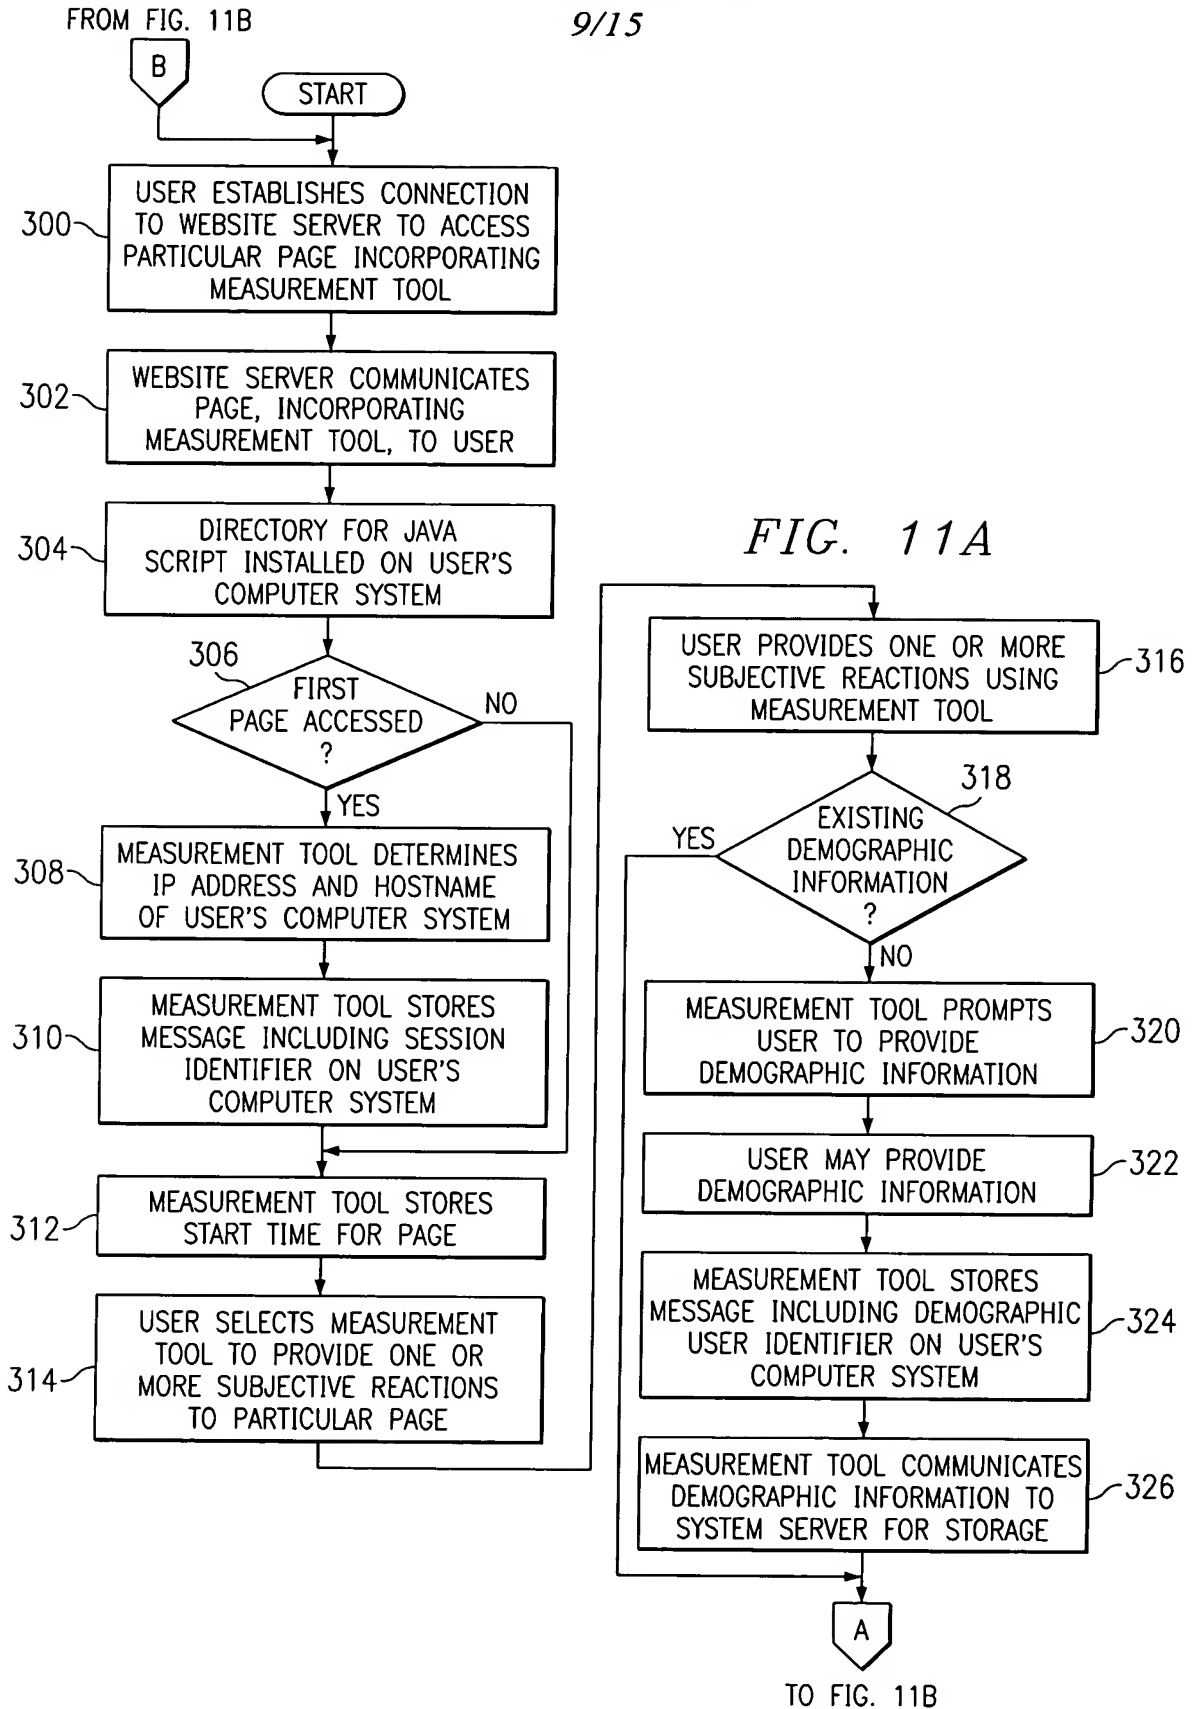 FROM FIG. 11B
9/15
B
START
300
USER ESTABLISHES CONNECTION
TO WEBSITE SERVER TO ACCESS
PARTICULAR PAGE INCORPORATING
MEASUREMENT TOOL
302
WEBSITE SERVER COMMUNICATES
PAGE, INCORPORATING
MEASUREMENT TOOL, TO USER
304
DIRECTORY FOR JAVA
SCRIPT INSTALLED ON USER'S
COMPUTER SYSTEM
306
FIRST
PAGE ACCESSED
?
NO
YES
308
MEASUREMENT TOOL DETERMINES
IP ADDRESS AND HOSTNAME
OF USER'S COMPUTER SYSTEM
310
MEASUREMENT TOOL STORES
MESSAGE INCLUDING SESSION
IDENTIFIER ON USER'S
COMPUTER SYSTEM
312
MEASUREMENT TOOL STORES
START TIME FOR PAGE
314
USER SELECTS MEASUREMENT
TOOL TO PROVIDE ONE OR
MORE SUBJECTIVE REACTIONS
TO PARTICULAR PAGE
FIG. 11A
USER PROVIDES ONE OR MORE
SUBJECTIVE REACTIONS USING
MEASUREMENT TOOL
316
318
EXISTING
DEMOGRAPHIC
INFORMATION
?
YES
NO
MEASUREMENT TOOL PROMPTS
USER TO PROVIDE
DEMOGRAPHIC INFORMATION
320
USER MAY PROVIDE
DEMOGRAPHIC INFORMATION
322
MEASUREMENT TOOL STORES
MESSAGE INCLUDING DEMOGRAPHIC
USER IDENTIFIER ON USER'S
COMPUTER SYSTEM
324
MEASUREMENT TOOL COMMUNICATES
DEMOGRAPHIC INFORMATION TO
SYSTEM SERVER FOR STORAGE
326
A
TO FIG. 11B